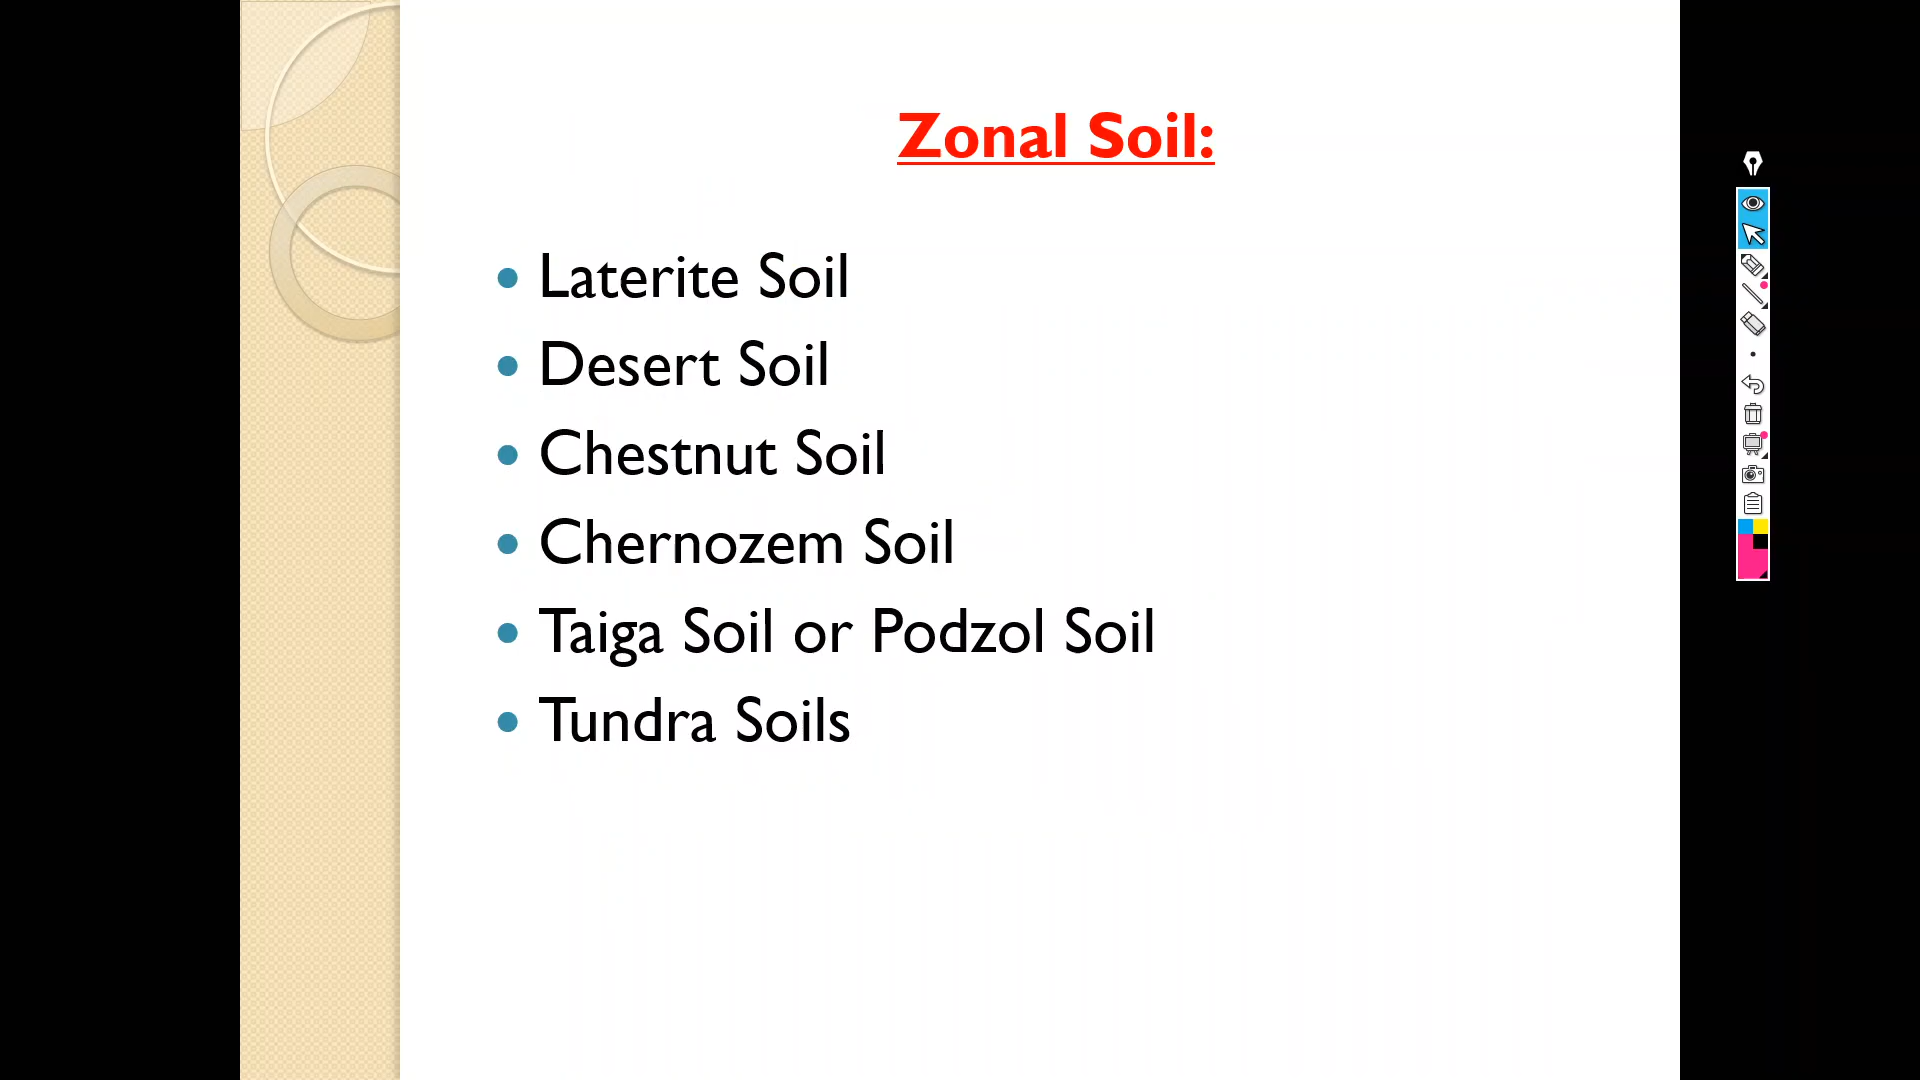 Zonal Soil:
• Laterite Soil
• Desert Soil
• Chestnut Soil
• Chernozem Soil
• Taiga Soil or Podzol Soil
• Tundra Soils